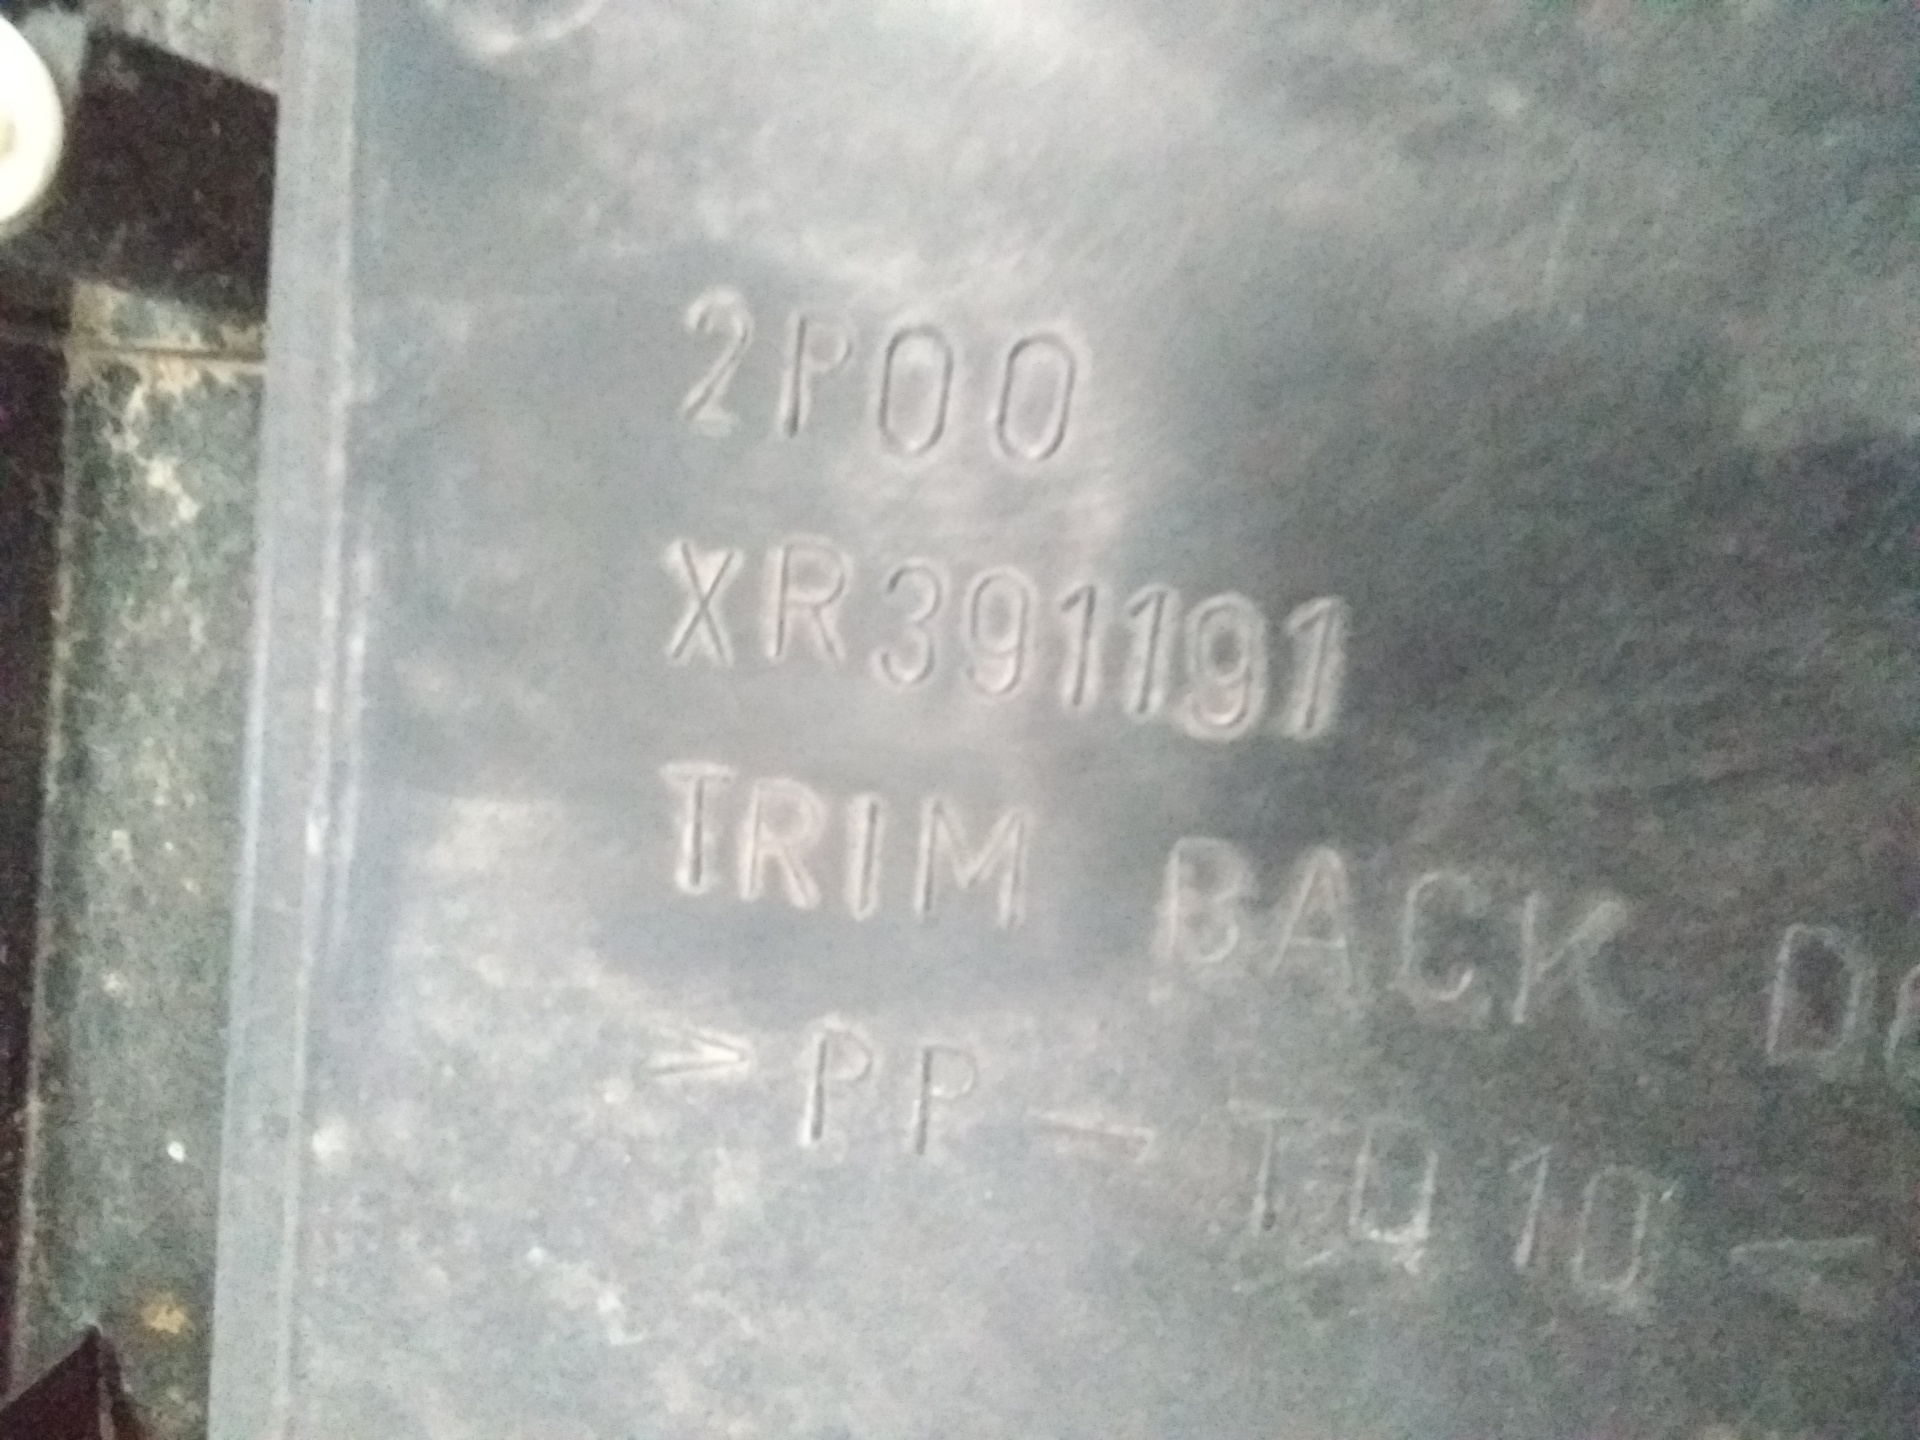 2P00
XR391191
TRIM BACK
>PP-TD10<